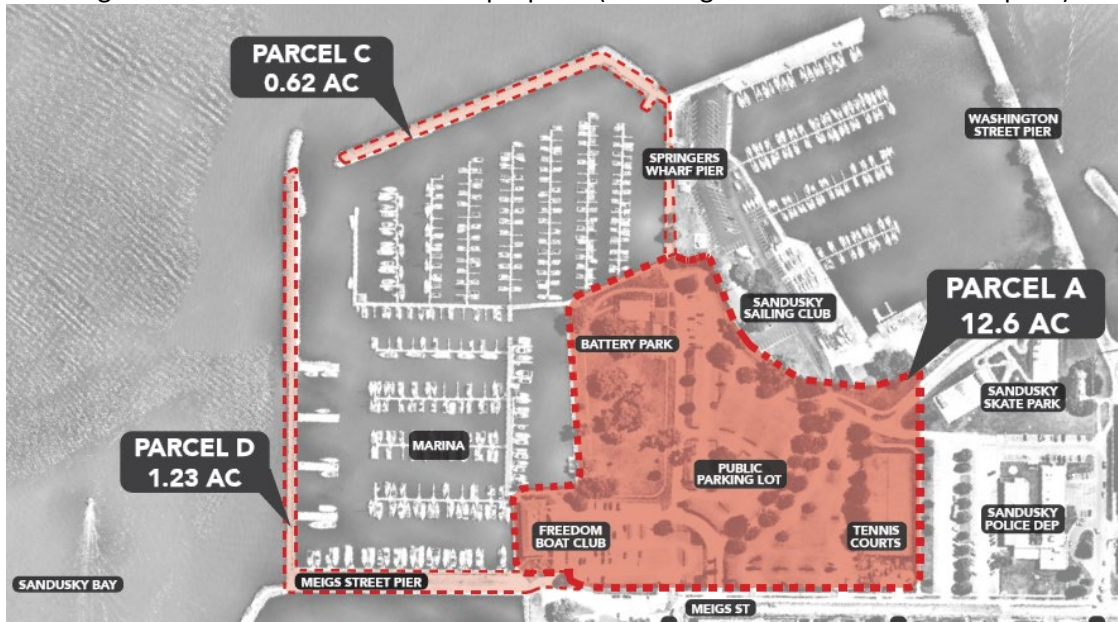 PARCEL C
0.62 AC
WASHINGTON
STREET PIER
SPRINGERS
WHARF PIER
PARCEL A
12.6 AC
SANDUSKY
SAILING CLUB
BATTERY PARK
SANDUSKY
SKATE PARK
PARCEL D
1.23 AC
MARINA
PUBLIC
PARKING LOT
FREEDOM
BOAT CLUB
TENNIS
COURTS
SANDUSKY
POLICE DEP
SANDUSKY BAY
MEIGS STREET PIER
MEIGS ST